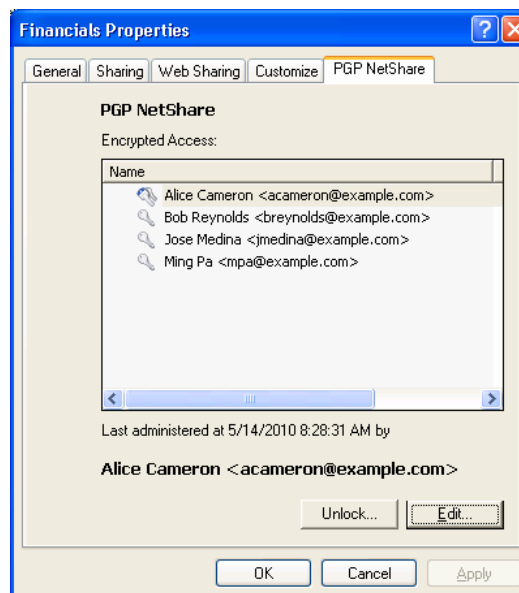 Financials Properties
General Sharing Web Sharing Customize PGP NetShare
PGP NetShare
Encrypted Access:
Name
Alice Cameron <acameron@example.com>
Bob Reynolds <breynolds@example.com>
Jose Medina <jmedina@example.com>
Ming Pa <mpa@example.com>
Last administered at 5/14/2010 8:28:31 AM by
Alice Cameron <acameron@example.com>
Unlock... Edit...
OK Cancel Apply